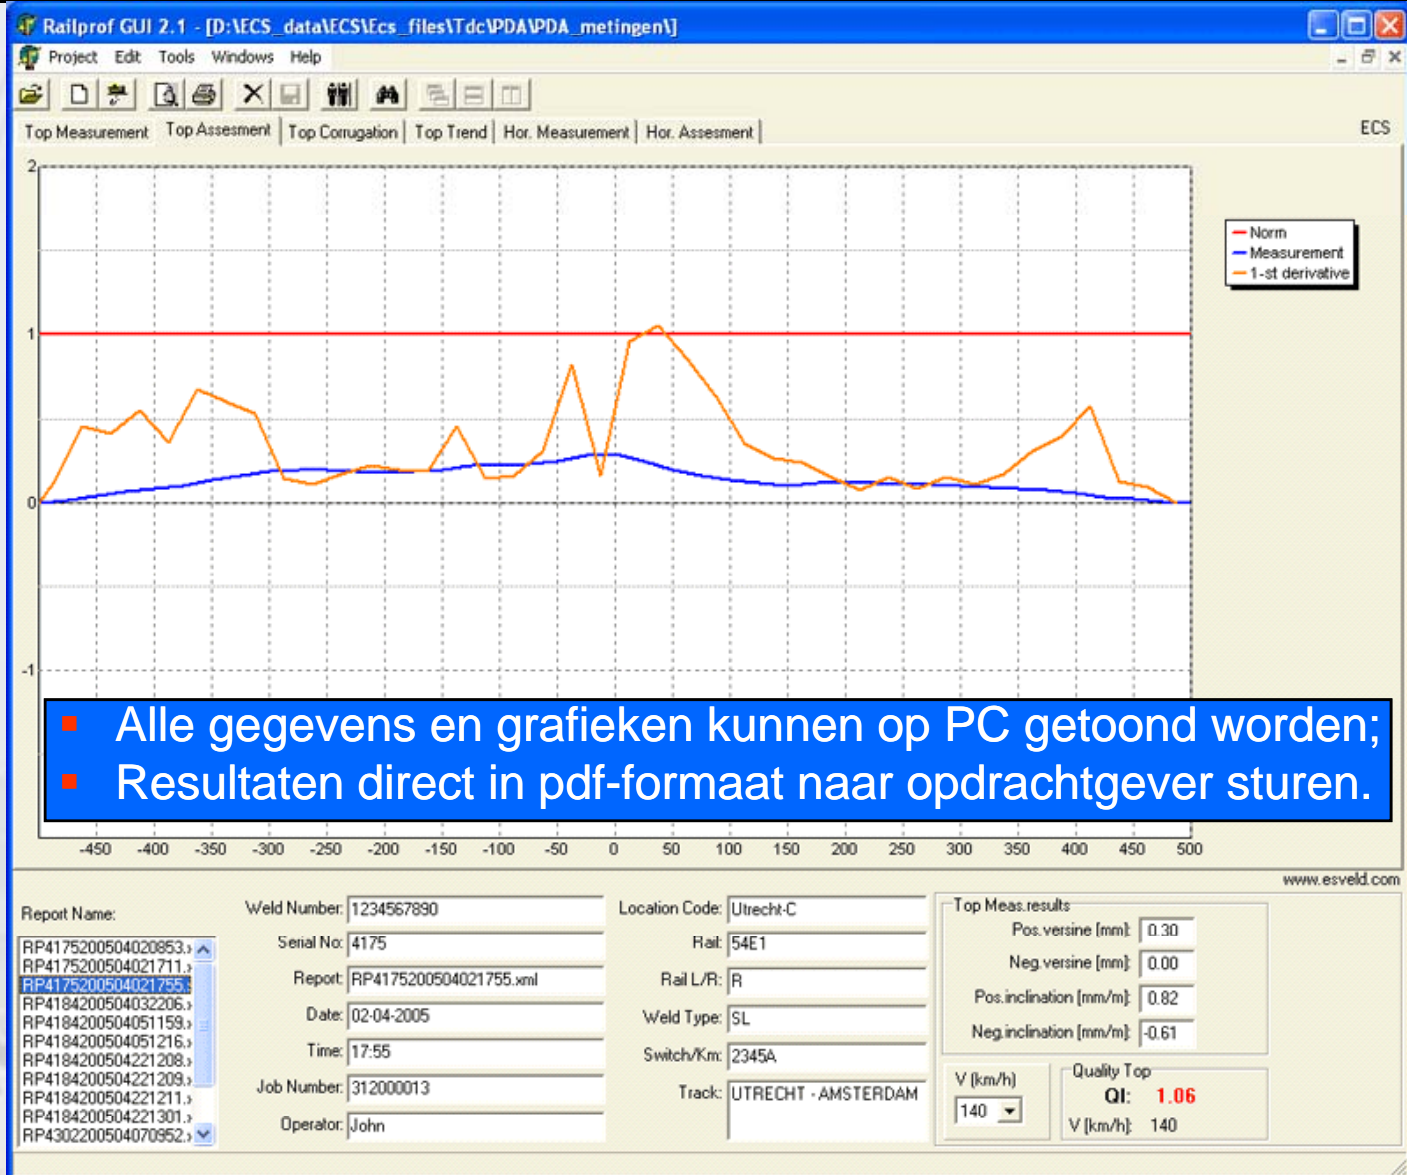 Railprof GUI 2.1 - [D:\ECS_data\ECS\Ecs_files\Tdc\PDA\PDA_metingen\]
Project Edit Tools Windows Help
Top Measurement Top Assesment Top Corrugation Top Trend Hor. Measurement Hor. Assesment ECS
2
1
0
-1
Norm
Measurement
1-st derivative
Alle gegevens en grafieken kunnen op PC getoond worden;
Resultaten direct in pdf-formaat naar opdrachtgever sturen.
-450 -400 -350 -300 -250 -200 -150 -100 -50 0 50 100 150 200 250 300 350 400 450 500
www.esveld.com
Report Name:
RP4175200504020853.x
RP4175200504021711.x
RP4175200504021755.x
RP4184200504032206.x
RP4184200504051159.x
RP4184200504051216.x
RP4184200504221208.x
RP4184200504221209.x
RP4184200504221211.x
RP4184200504221301.x
RP4302200504070952.x
Weld Number: 1234567890
Serial No: 4175
Report: RP4175200504021755.xml
Date: 02-04-2005
Time: 17:55
Job Number: 312000013
Operator: John
Location Code: Utrecht-C
Rail: 54E1
Rail L/R: R
Weld Type: SL
Switch/Km: 2345A
Track: UTRECHT - AMSTERDAM
Top Meas.results
Pos.versine [mm]: 0.30
Neg.versine [mm]: 0.00
Pos.inclination [mm/m]: 0.82
Neg.inclination [mm/m]: -0.61
V (km/h)
140
Quality Top
QI: 1.06
V [km/h]: 140